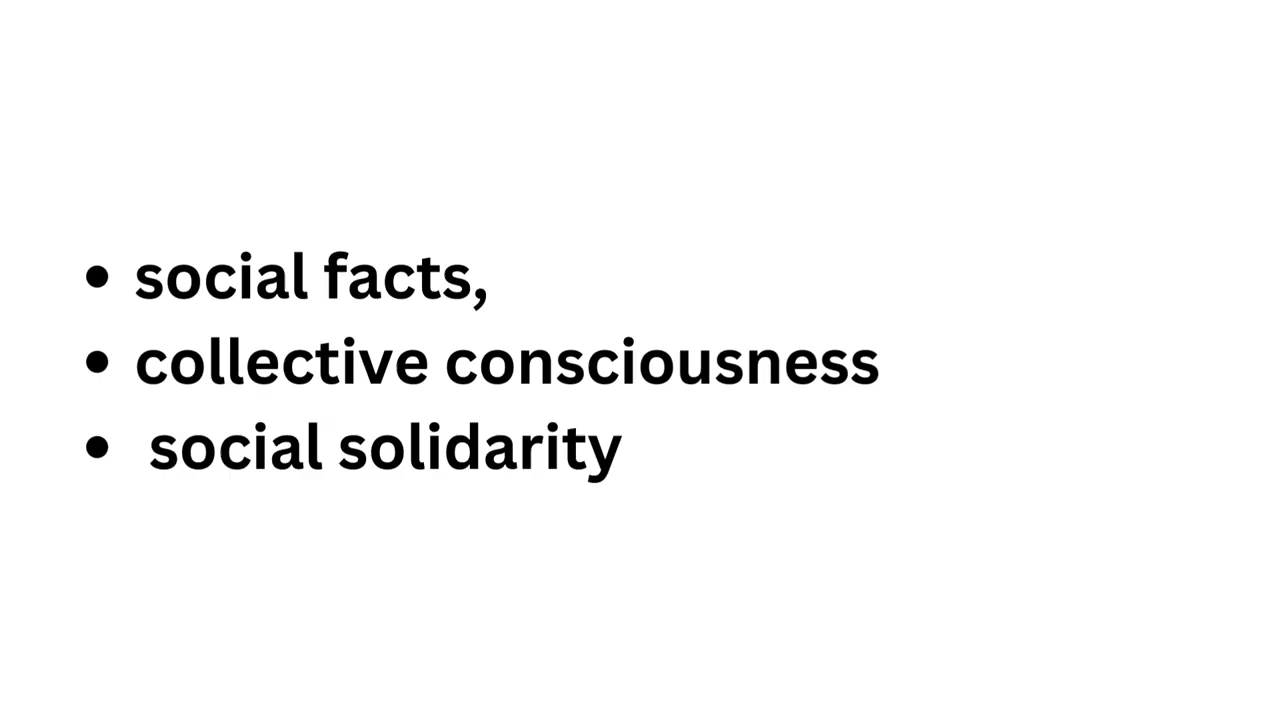 • social facts,
• collective consciousness
• social solidarity